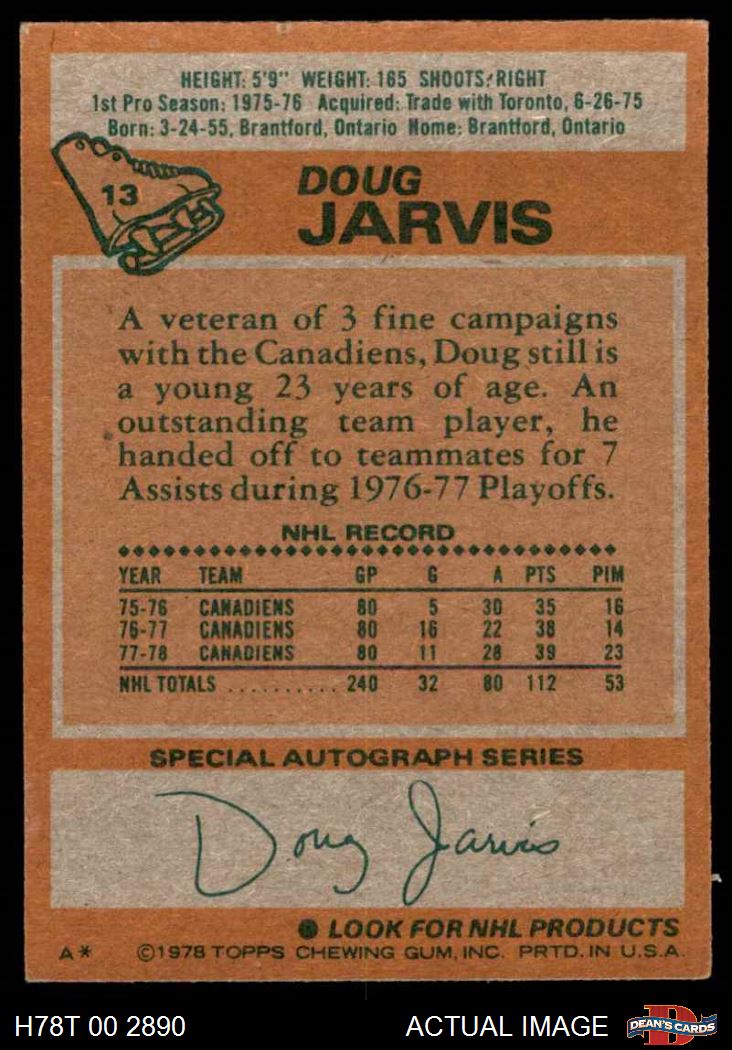 HEIGHT: 5'9" WEIGHT: 165 SHOOTS: RIGHT
1st Pro Season: 1975-76 Acquired: Trade with Toronto, 6-26-75
Born: 3-24-55, Brantford, Ontario Home: Brantford, Ontario
13
DOUG
JARVIS
A veteran of 3 fine campaigns
with the Canadiens, Doug still is
a young 23 years of age. An
outstanding team player, he
handed off to teammates for 7
Assists during 1976-77 Playoffs.
NHL RECORD
YEAR TEAM GP G A PTS PIM
75-76 CANADIENS 80 5 30 35 16
76-77 CANADIENS 80 16 22 38 14
77-78 CANADIENS 80 11 28 39 23
NHL TOTALS .......... 240 32 80 112 53
SPECIAL AUTOGRAPH SERIES
Doug Jarvis
● LOOK FOR NHL PRODUCTS
A* ©1978 TOPPS CHEWING GUM, INC. PRTD. IN U.S.A.
H78T 00 2890 ACTUAL IMAGE DEAN'S CARDS